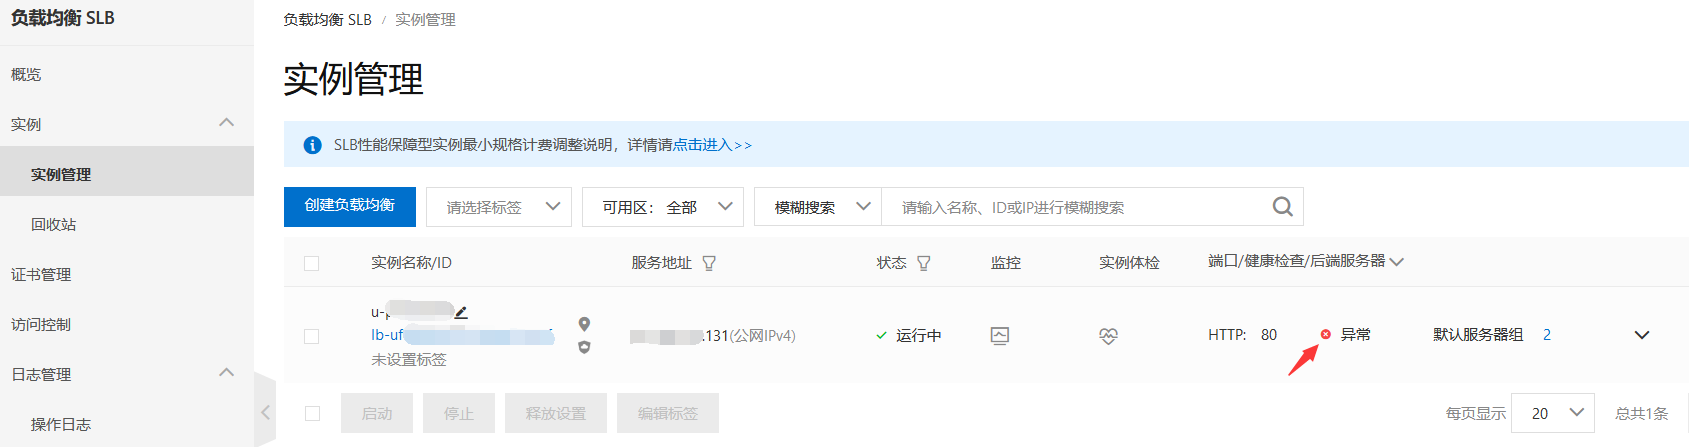 负载均衡 SLB
概览
实例
实例管理
回收站
证书管理
访问控制
日志管理
操作日志
负载均衡 SLB / 实例管理
实例管理
SLB性能保障型实例最小规格计费调整说明，详情请点击进入>>
创建负载均衡 请选择标签 可用区： 全部 模糊搜索 请输入名称、ID或IP进行模糊搜索
实例名称/ID 服务地址 状态 监控 实例体检 端口/健康检查/后端服务器
u-
lb-uf
未设置标签
.131(公网IPv4) 运行中 HTTP: 80 异常 默认服务器组 2
启动 停止 释放设置 编辑标签 每页显示 20 总共1条